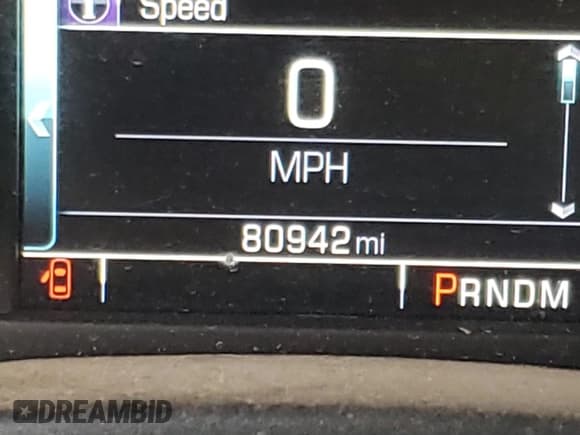 Speed
0
MPH
80942 mi
PRNDM
DREAMBID